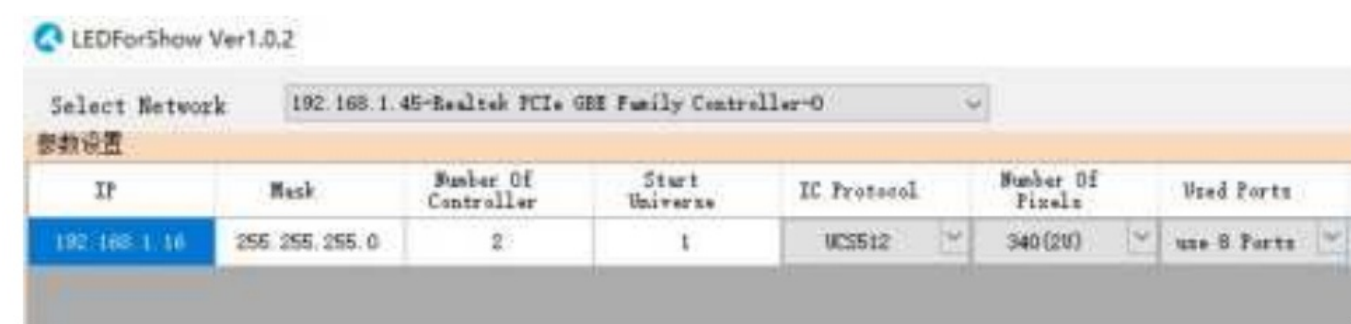 LEDForShow Ver1.0.2
Select Network 192.168.1.45-Realtek PCIe GBE Family Controller-0
参数设置
IP Mask Number Of Controller Start Universe IC Protocol Number Of Pixels Used Ports
192.168.1.16 255.255.255.0 2 1 UCS512 340(2U) use 8 Ports